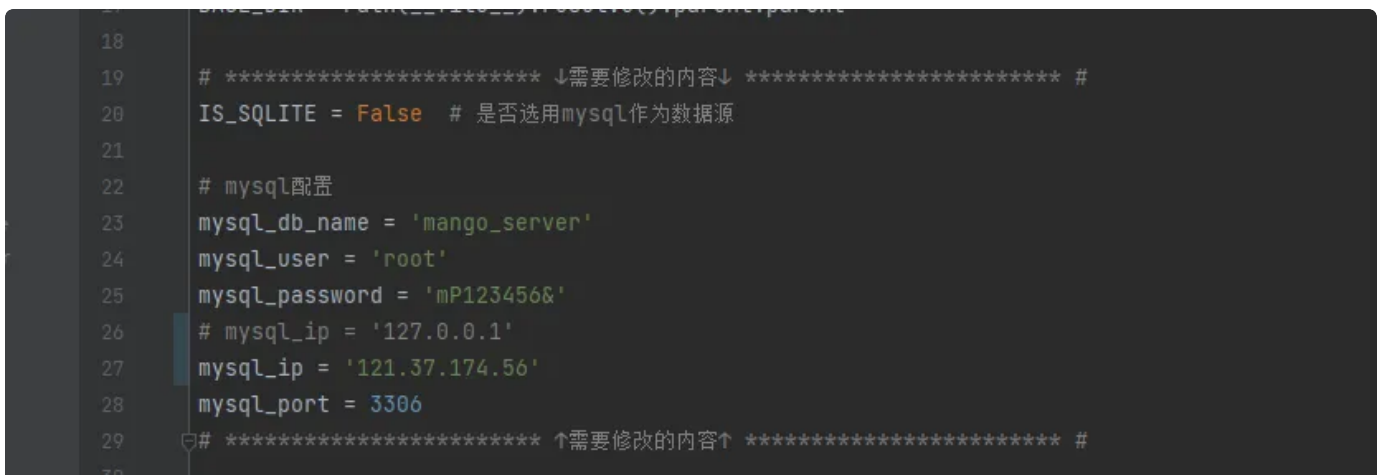 18
19 # ************************ ↓需要修改的内容↓ ************************ #
20 IS_SQLITE = False  # 是否选用mysql作为数据源
21
22 # mysql配置
23 mysql_db_name = 'mango_server'
24 mysql_user = 'root'
25 mysql_password = 'mP123456&'
26 # mysql_ip = '127.0.0.1'
27 mysql_ip = '121.37.174.56'
28 mysql_port = 3306
29 # ************************ ↑需要修改的内容↑ ************************ #